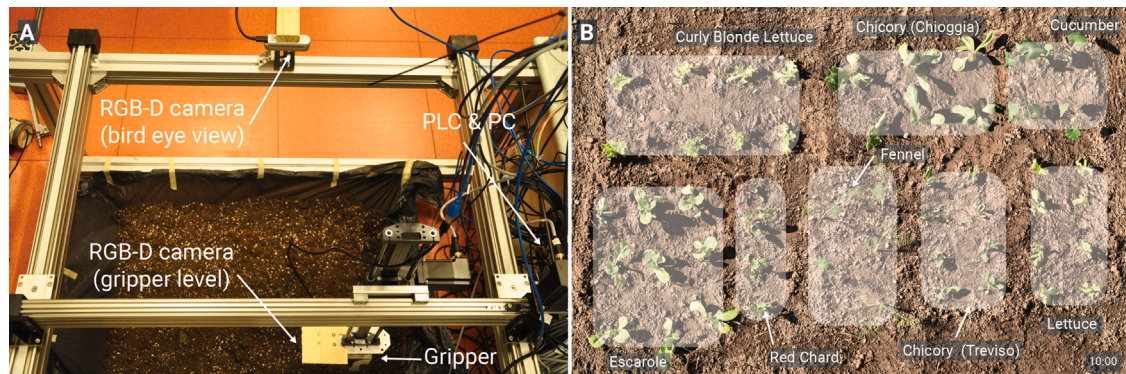 A
RGB-D camera
(bird eye view)
PLC & PC
RGB-D camera
(gripper level)
Gripper
B
Curly Blonde Lettuce
Chicory (Chioggia)
Cucumber
Fennel
Escarole
Red Chard
Chicory (Treviso)
Lettuce
10:00